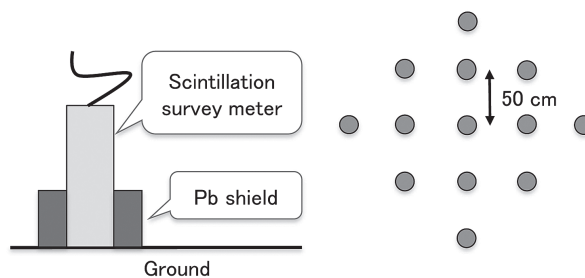 Scintillation
survey meter
50 cm
Pb shield
Ground